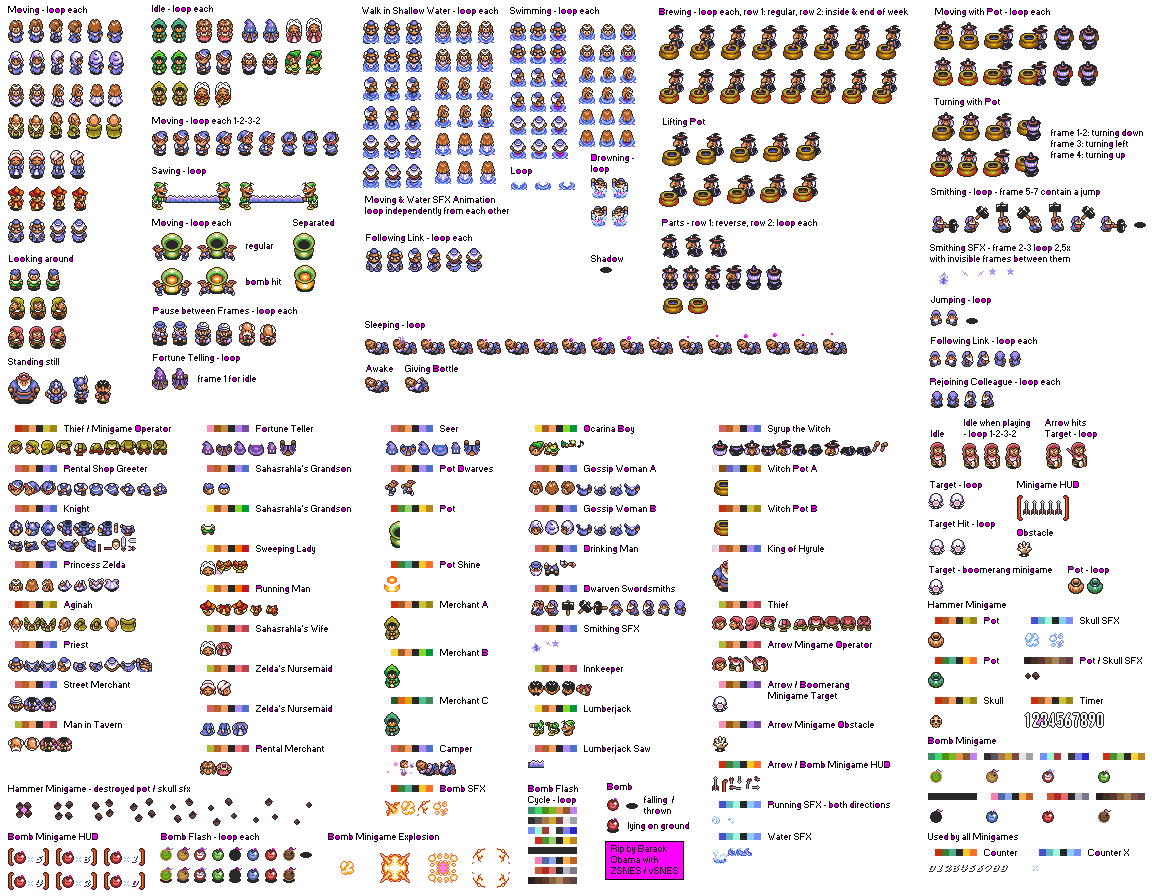 Moving - loop each
Idle - loop each
Moving - loop each 1-2-3-2
Sawing - loop
Moving - loop each
Separated
regular
bomb hit
Pause between Frames - loop each
Fortune Telling - loop
frame 1 for idle
Looking around
Standing still
Walk in Shallow Water - loop each
Swimming - loop each
Drowning -
loop
Loop
Moving & Water SFX Animation
loop independently from each other
Following Link - loop each
Shadow
Sleeping - loop
Awake
Giving Bottle
Brewing - loop each, row 1: regular, row 2: inside & end of week
Lifting Pot
Parts - row 1: reverse, row 2: loop each
Moving with Pot - loop each
Turning with Pot
frame 1-2: turning down
frame 3: turning left
frame 4: turning up
Smithing - loop - frame 5-7 contain a jump
Smithing SFX - frame 2-3 loop 2,5x
with invisible frames between them
Jumping - loop
Following Link - loop each
Rejoining Colleague - loop each
Idle
Idle when playing
- loop 1-2-3-2
Arrow hits
Target - loop
Target - loop
Minigame HUD
Target Hit - loop
Obstacle
Target - boomerang minigame
Pot - loop
Thief / Minigame Operator
Rental Shop Greeter
Knight
Princess Zelda
Aginah
Priest
Street Merchant
Man in Tavern
Fortune Teller
Sahasrahla's Grandson
Sahasrahla's Grandson
Sweeping Lady
Running Man
Sahasrahla's Wife
Zelda's Nursemaid
Zelda's Nursemaid
Rental Merchant
Seer
Pot Dwarves
Pot
Pot Shine
Merchant A
Merchant B
Merchant C
Camper
Bomb SFX
Ocarina Boy
Gossip Woman A
Gossip Woman B
Drinking Man
Dwarven Swordsmiths
Smithing SFX
Innkeeper
Lumberjack
Lumberjack Saw
Syrup the Witch
Witch Pot A
Witch Pot B
King of Hyrule
Thief
Arrow Mingame Operator
Arrow / Boomerang
Minigame Target
Arrow Minigame Obstacle
Arrow / Bomb Minigame HUD
Running SFX - both directions
Water SFX
Hammer Minigame
Pot
Skull SFX
Pot
Pot / Skull SFX
Skull
Timer
1234567890
Bomb Minigame
Used by all Minigames
Counter
Counter X
0123456789
x
Hammer Minigame - destroyed pot / skull sfx
Bomb Minigame HUD
Bomb Flash - loop each
Bomb Minigame Explosion
Bomb Flash
Cycle - loop
Bomb
falling /
thrown
lying on ground
Rip by Barack
Obama with
ZSNES / vSNES